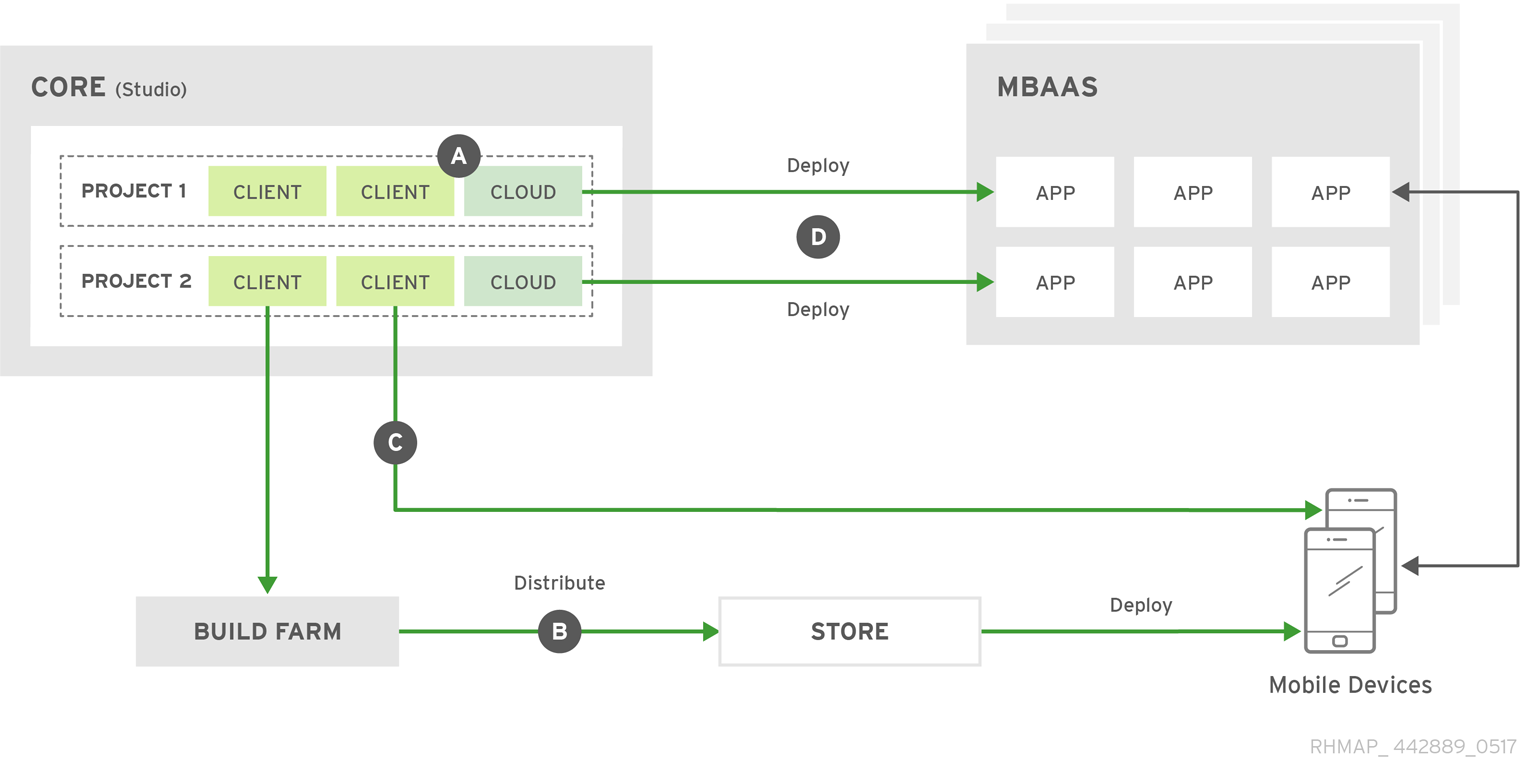 CORE (Studio)
MBAAS
A
PROJECT 1 CLIENT CLIENT CLOUD
Deploy
APP APP APP
D
PROJECT 2 CLIENT CLIENT CLOUD
Deploy
APP APP APP
C
Distribute
BUILD FARM
B
STORE
Deploy
Mobile Devices
RHMAP_ 442889_0517